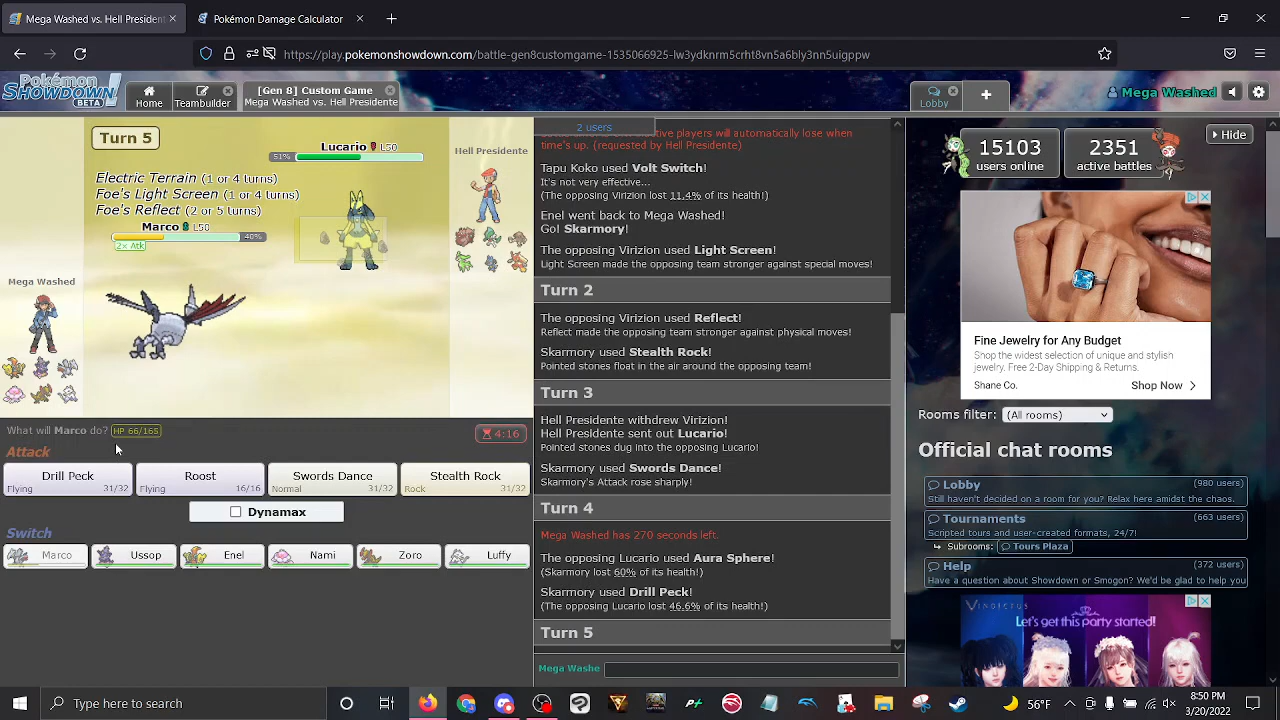 Mega Washed vs. Hell President
Pokémon Damage Calculator
https://play.pokemonshowdown.com/battle-gen8customgame-1535066925-lw3ydknrm5crht8vn5a6bly3nn5uigppw
Pokémon
SHOWDOWN!
BETA
Home
Teambuilder
[Gen 8] Custom Game
Mega Washed vs. Hell Presidente
Lobby
Mega Washed
Turn 5
Lucario L50
51%
Electric Terrain (1 or 4 turns)
Foe's Light Screen (1 or 4 turns)
Foe's Reflect (2 or 5 turns)
Marco L50
40%
2× Atk
Hell Presidente
Mega Washed
What will Marco do? HP 66/165
4:16
Attack
Drill Peck
Flying 31/32
Roost
Flying 16/16
Swords Dance
Normal 31/32
Stealth Rock
Rock 31/32
Dynamax
Switch
Marco
Ussop
Enel
Nami
Zoro
Luffy
2 users
players will automatically lose when
time's up. (requested by Hell Presidente)
Tapu Koko used Volt Switch!
It's not very effective...
(The opposing Virizion lost 11.4% of its health!)
Enel went back to Mega Washed!
Go! Skarmory!
The opposing Virizion used Light Screen!
Light Screen made the opposing team stronger against special moves!
Turn 2
The opposing Virizion used Reflect!
Reflect made the opposing team stronger against physical moves!
Skarmory used Stealth Rock!
Pointed stones float in the air around the opposing team!
Turn 3
Hell Presidente withdrew Virizion!
Hell Presidente sent out Lucario!
Pointed stones dug into the opposing Lucario!
Skarmory used Swords Dance!
Skarmory's Attack rose sharply!
Turn 4
Mega Washed has 270 seconds left.
The opposing Lucario used Aura Sphere!
(Skarmory lost 60% of its health!)
Skarmory used Drill Peck!
(The opposing Lucario lost 46.6% of its health!)
Turn 5
Mega Washe
15103
users online
2351
active battles
Hide
Fine Jewelry for Any Budget
Shop the widest selection of unique and stylish
jewelry. Free 2-Day Shipping & Returns.
Shane Co.
Shop Now
Rooms filter: (All rooms)
Official chat rooms
Lobby (980 users)
Still haven't decided on a room for you? Relax here amidst the chaos.
Tournaments (663 users)
Scripted tours and user-created formats, 24/7!
Subrooms: Tours Plaza
Help (372 users)
Have a question about Showdown or Smogon? We'd be glad to help you
VINDICTUS
Let's get this party started!
Type here to search
56°F
8:50 PM
3/20/2022